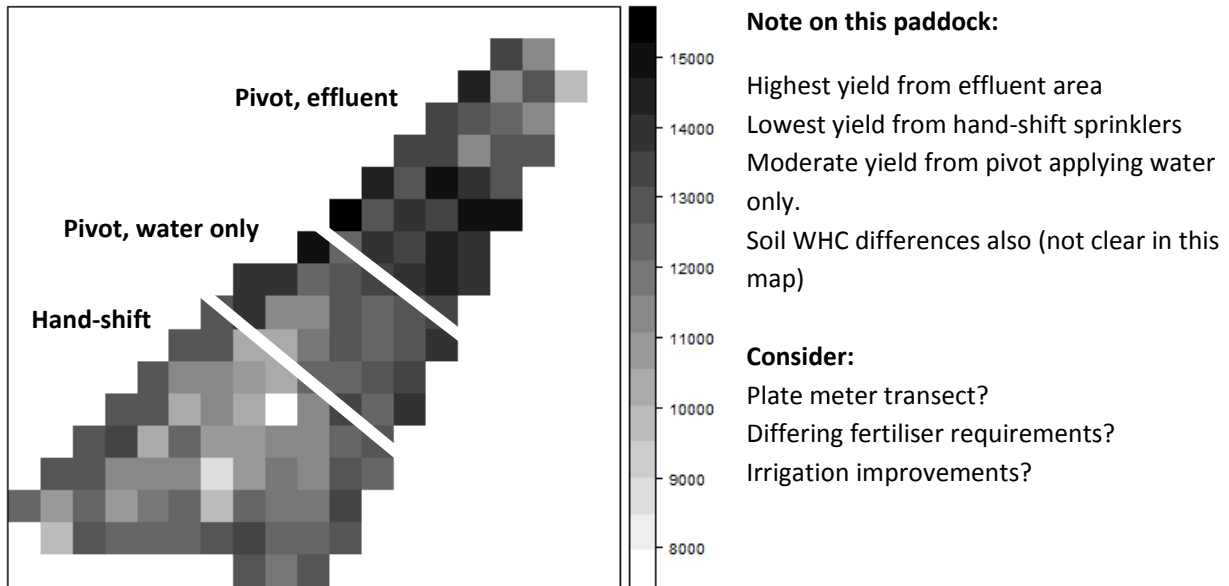 Pivot, effluent
Pivot, water only
Hand-shift
15000
14000
13000
12000
11000
10000
9000
8000
Note on this paddock:
Highest yield from effluent area
Lowest yield from hand-shift sprinklers
Moderate yield from pivot applying water
only.
Soil WHC differences also (not clear in this
map)
Consider:
Plate meter transect?
Differing fertiliser requirements?
Irrigation improvements?